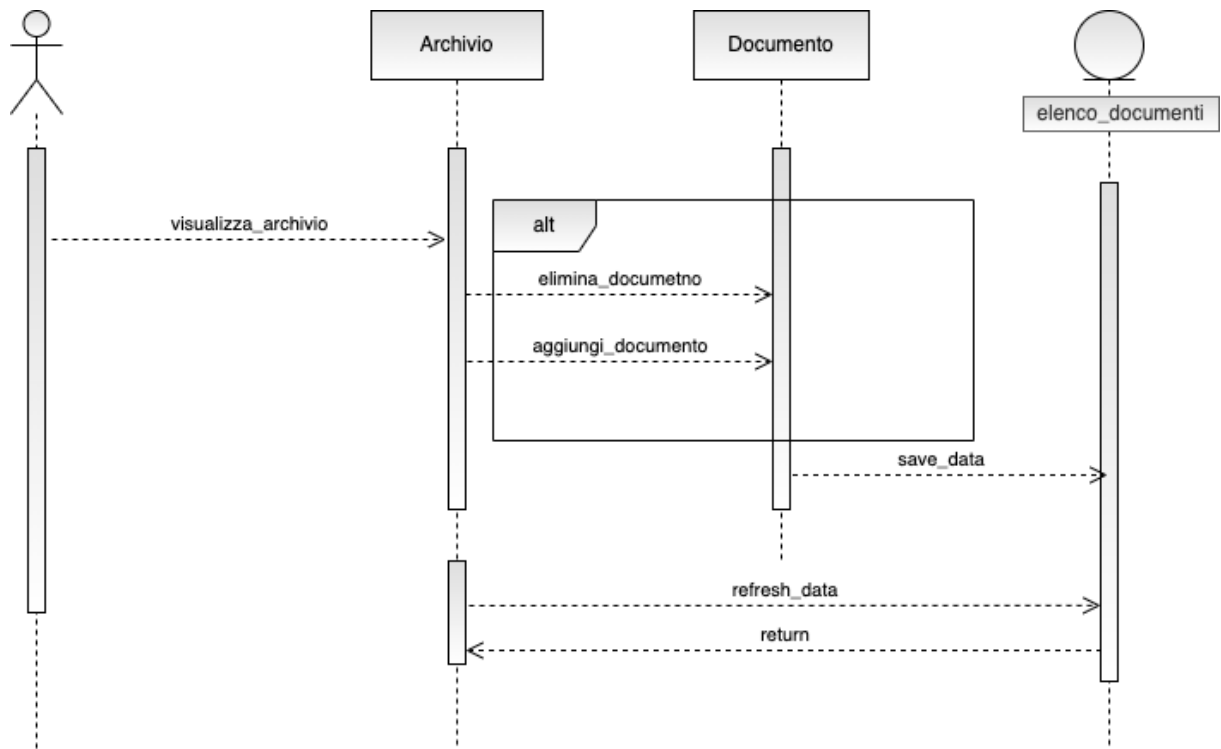 Archivio
Documento
elenco_documenti
visualizza_archivio
alt
elimina_documetno
aggiungi_documento
save_data
refresh_data
return